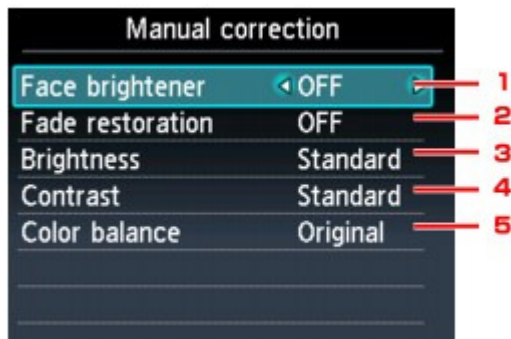 Manual correction
Face brightener OFF 1
Fade restoration OFF 2
Brightness Standard 3
Contrast Standard 4
Color balance Original 5